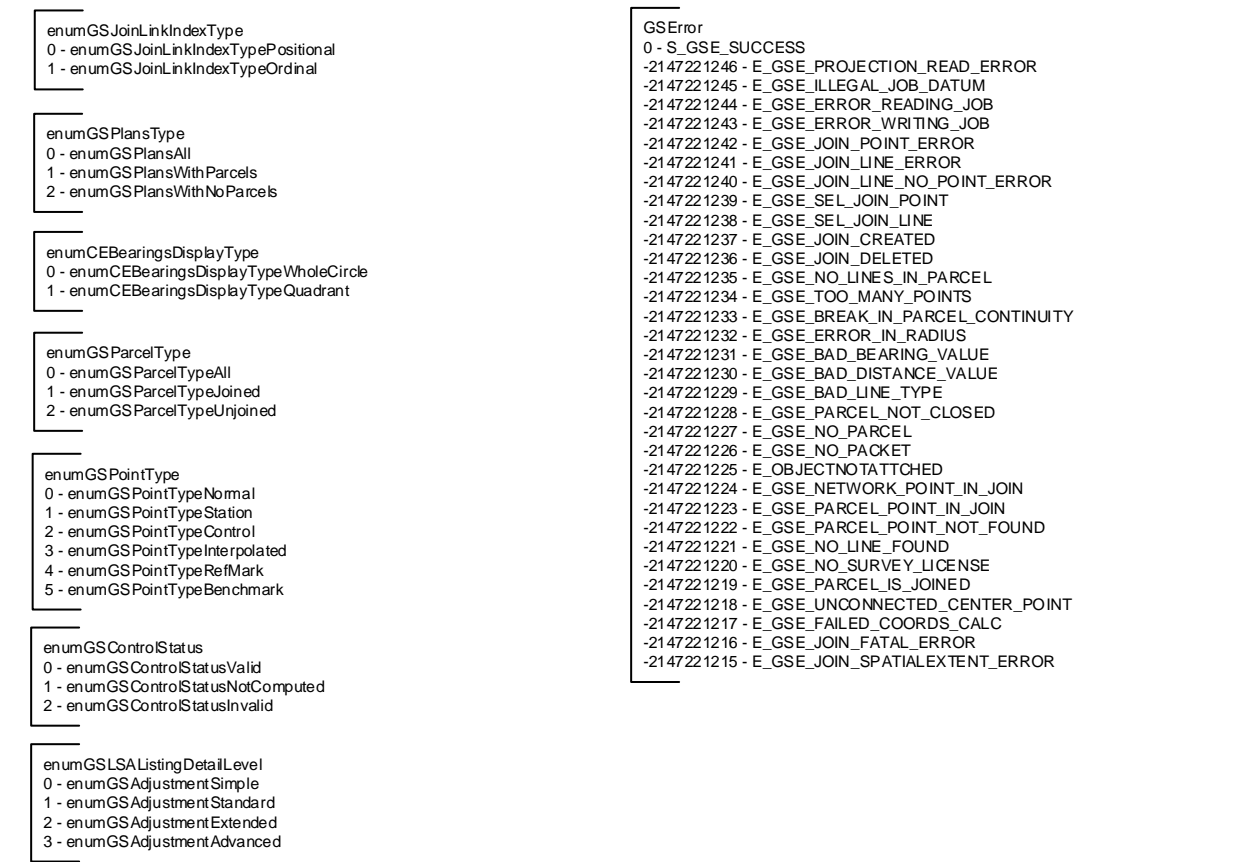 enumGSJoinLinkIndexType
0 - enumGSJoinLinkIndexTypePositional
1 - enumGSJoinLinkIndexTypeOrdinal
enumGSPlansType
0 - enumGSPlansAll
1 - enumGSPlansWithParcels
2 - enumGSPlansWithNoParcels
enumCEBearingsDisplayType
0 - enumCEBearingsDisplayTypeWholeCircle
1 - enumCEBearingsDisplayTypeQuadrant
enumGSParcelType
0 - enumGSParcelTypeAll
1 - enumGSParcelTypeJoined
2 - enumGSParcelTypeUnjoined
enumGSPointType
0 - enumGSPointTypeNormal
1 - enumGSPointTypeStation
2 - enumGSPointTypeControl
3 - enumGSPointTypeInterpolated
4 - enumGSPointTypeRefMark
5 - enumGSPointTypeBenchmark
enumGSControlStatus
0 - enumGSControlStatusValid
1 - enumGSControlStatusNotComputed
2 - enumGSControlStatusInvalid
enumGSLSAListingDetailLevel
0 - enumGSAdjustmentSimple
1 - enumGSAdjustmentStandard
2 - enumGSAdjustmentExtended
3 - enumGSAdjustmentAdvanced
GSError
0 - S_GSE_SUCCESS
-2147221246 - E_GSE_PROJECTION_READ_ERROR
-2147221245 - E_GSE_ILLEGAL_JOB_DATUM
-2147221244 - E_GSE_ERROR_READING_JOB
-2147221243 - E_GSE_ERROR_WRITING_JOB
-2147221242 - E_GSE_JOIN_POINT_ERROR
-2147221241 - E_GSE_JOIN_LINE_ERROR
-2147221240 - E_GSE_JOIN_LINE_NO_POINT_ERROR
-2147221239 - E_GSE_SEL_JOIN_POINT
-2147221238 - E_GSE_SEL_JOIN_LINE
-2147221237 - E_GSE_JOIN_CREATED
-2147221236 - E_GSE_JOIN_DELETED
-2147221235 - E_GSE_NO_LINES_IN_PARCEL
-2147221234 - E_GSE_TOO_MANY_POINTS
-2147221233 - E_GSE_BREAK_IN_PARCEL_CONTINUITY
-2147221232 - E_GSE_ERROR_IN_RADIUS
-2147221231 - E_GSE_BAD_BEARING_VALUE
-2147221230 - E_GSE_BAD_DISTANCE_VALUE
-2147221229 - E_GSE_BAD_LINE_TYPE
-2147221228 - E_GSE_PARCEL_NOT_CLOSED
-2147221227 - E_GSE_NO_PARCEL
-2147221226 - E_GSE_NO_PACKET
-2147221225 - E_OBJECTNOTATTCHED
-2147221224 - E_GSE_NETWORK_POINT_IN_JOIN
-2147221223 - E_GSE_PARCEL_POINT_IN_JOIN
-2147221222 - E_GSE_PARCEL_POINT_NOT_FOUND
-2147221221 - E_GSE_NO_LINE_FOUND
-2147221220 - E_GSE_NO_SURVEY_LICENSE
-2147221219 - E_GSE_PARCEL_IS_JOINED
-2147221218 - E_GSE_UNCONNECTED_CENTER_POINT
-2147221217 - E_GSE_FAILED_COORDS_CALC
-2147221216 - E_GSE_JOIN_FATAL_ERROR
-2147221215 - E_GSE_JOIN_SPATIALEXTENT_ERROR